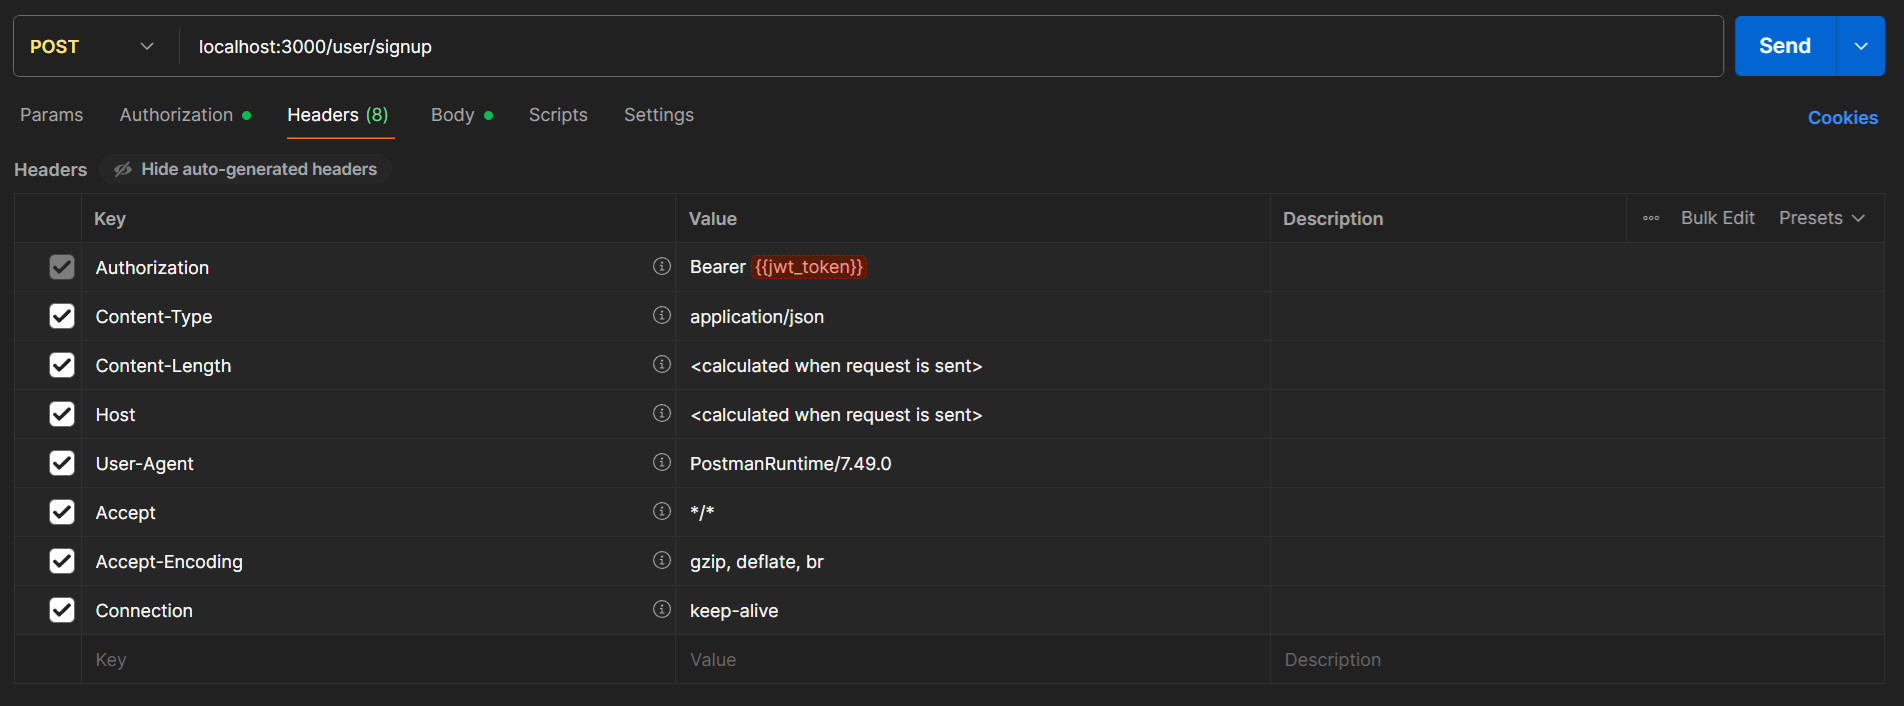 POST localhost:3000/user/signup Send
Params Authorization Headers (8) Body Scripts Settings Cookies
Headers Hide auto-generated headers
Key Value Description Bulk Edit Presets
Authorization Bearer {{jwt_token}}
Content-Type application/json
Content-Length <calculated when request is sent>
Host <calculated when request is sent>
User-Agent PostmanRuntime/7.49.0
Accept */*
Accept-Encoding gzip, deflate, br
Connection keep-alive
Key Value Description